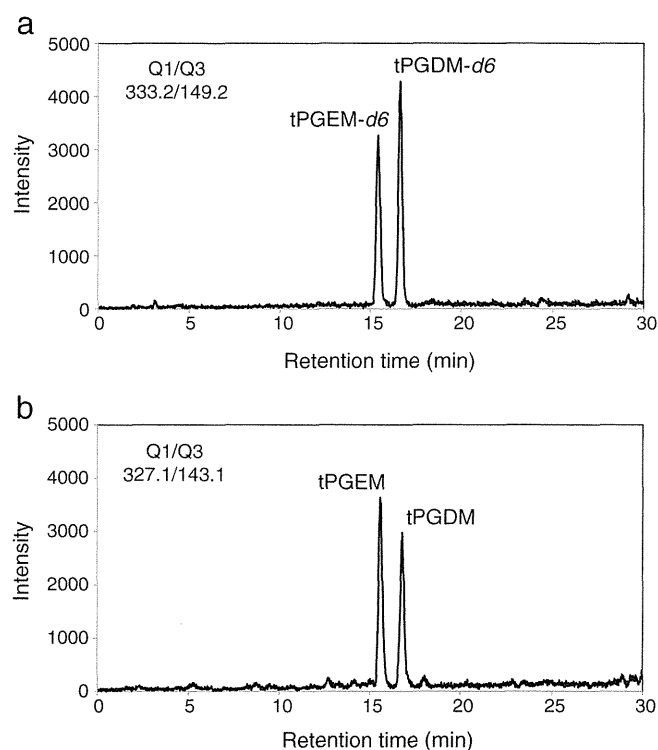 a
5000
4000
3000
2000
1000
0
Intensity
Q1/Q3
333.2/149.2
tPGEM-d6
tPGDM-d6
0 5 10 15 20 25 30
Retention time (min)
b
5000
4000
3000
2000
1000
0
Intensity
Q1/Q3
327.1/143.1
tPGEM
tPGDM
0 5 10 15 20 25 30
Retention time (min)